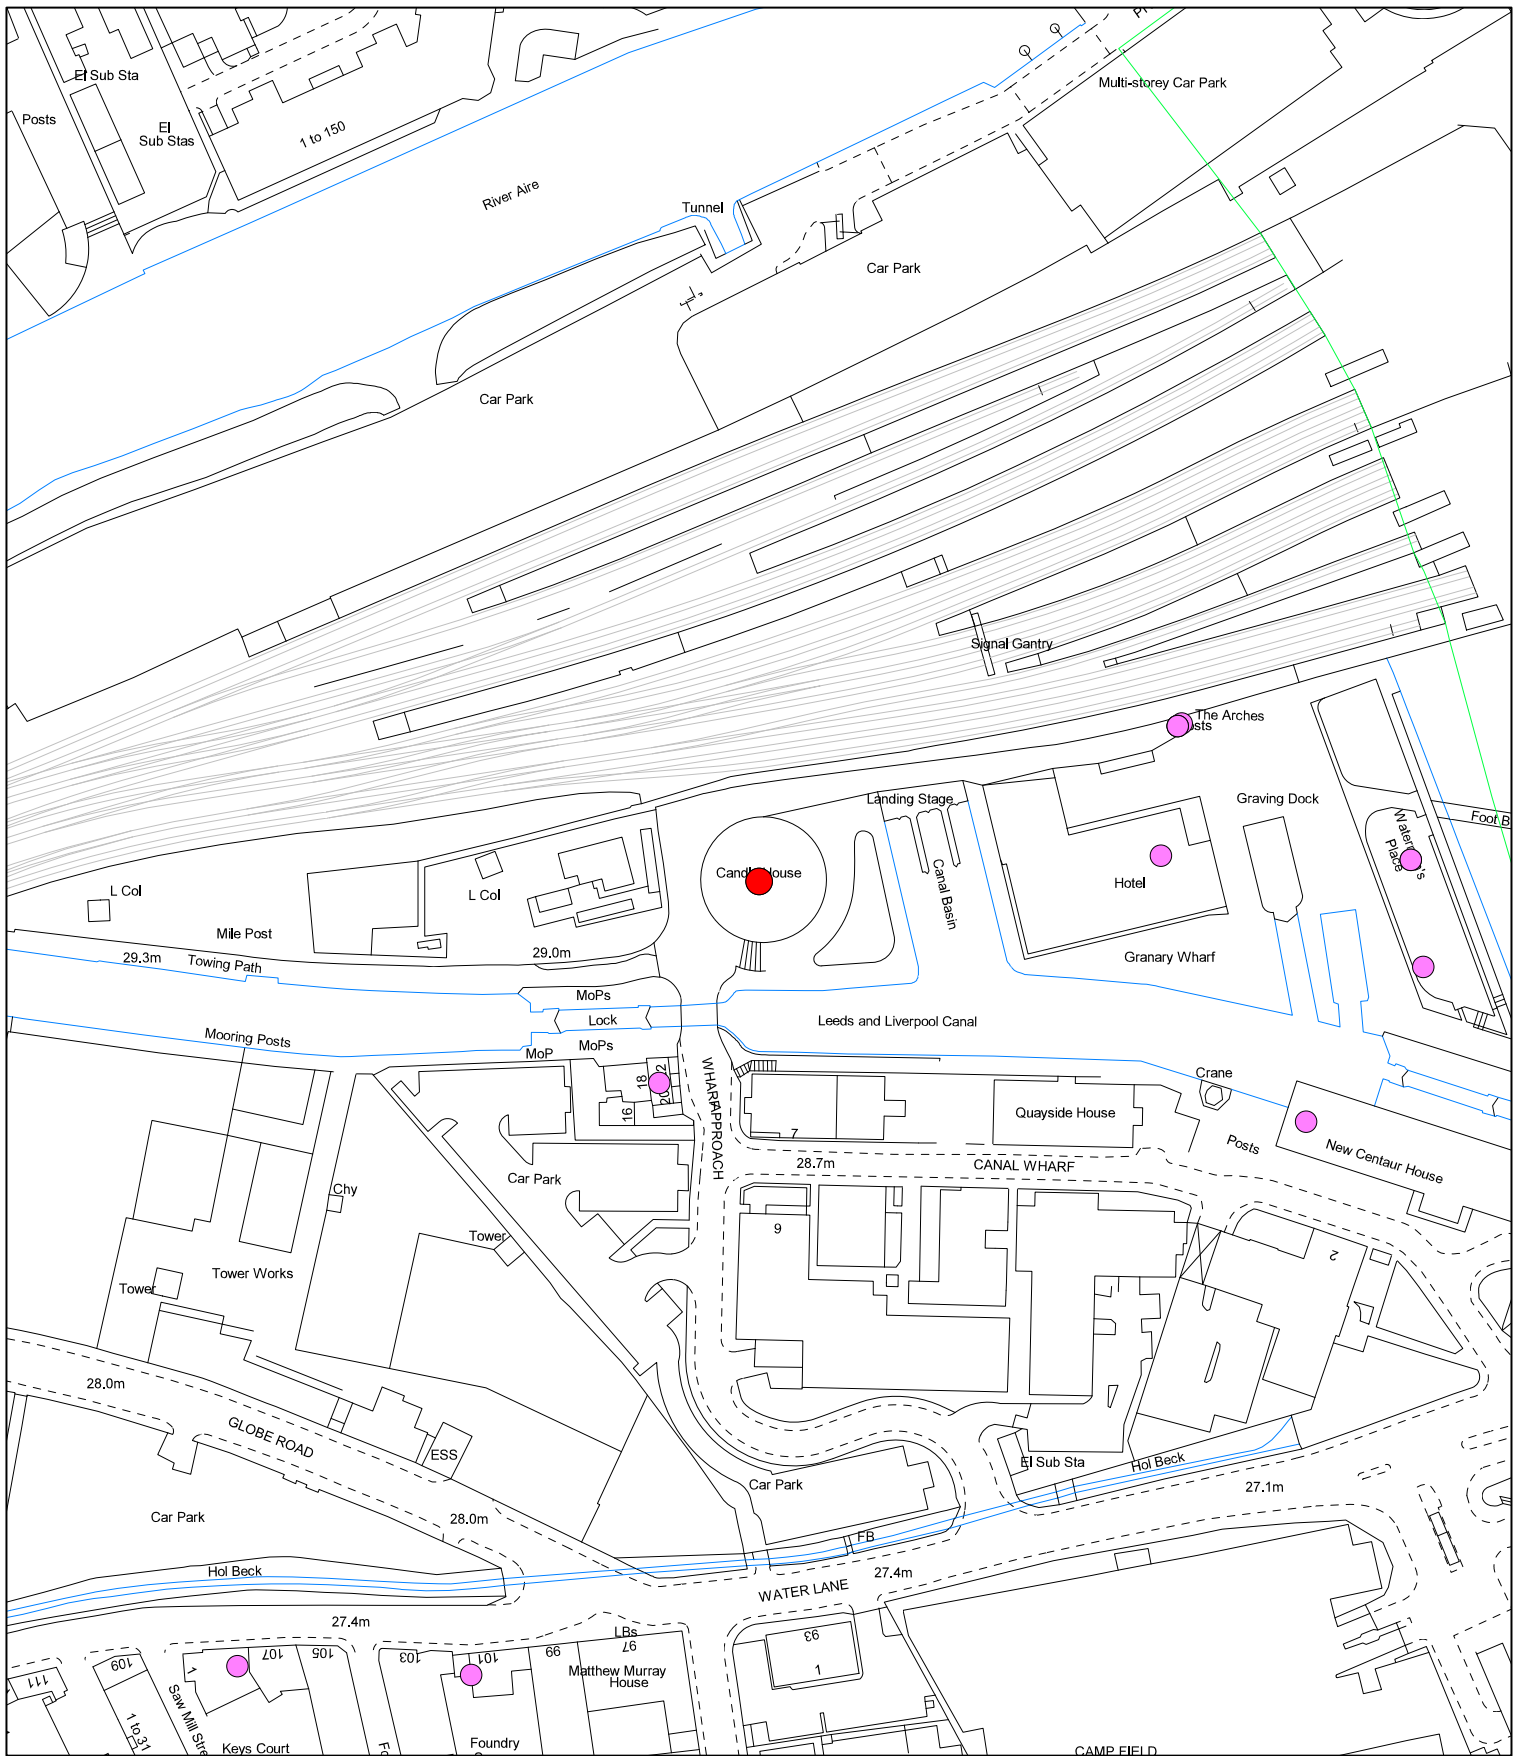 El Sub Sta
Posts
El
Sub Stas
1 to 150
Multi-storey Car Park
River Aire
Tunnel
Car Park
Car Park
Signal Gantry
The Arches
Landing Stage
Graving Dock
Foot B
Canal Basin
Hotel
Place
L Col
L Col
Mile Post
29.0m
29.3m
Towing Path
Granary Wharf
MoPs
Lock
Leeds and Liverpool Canal
Mooring Posts
MoPs
MoP
Crane
18
16
WHARF APPROACH
7
Quayside House
28.7m
CANAL WHARF
Posts
New Centaur House
Car Park
Chy
Tower
9
2
Tower Works
Tower
28.0m
GLOBE ROAD
ESS
El Sub Sta
Hol Beck
Car Park
27.1m
Car Park
28.0m
FB
Hol Beck
WATER LANE
27.4m
27.4m
LBs
97
99
101
103
105
107
109
111
1
93
1
Matthew Murray
House
Saw Mill Stre
1 to 31
Keys Court
Fo
Foundry
CAMP FIELD